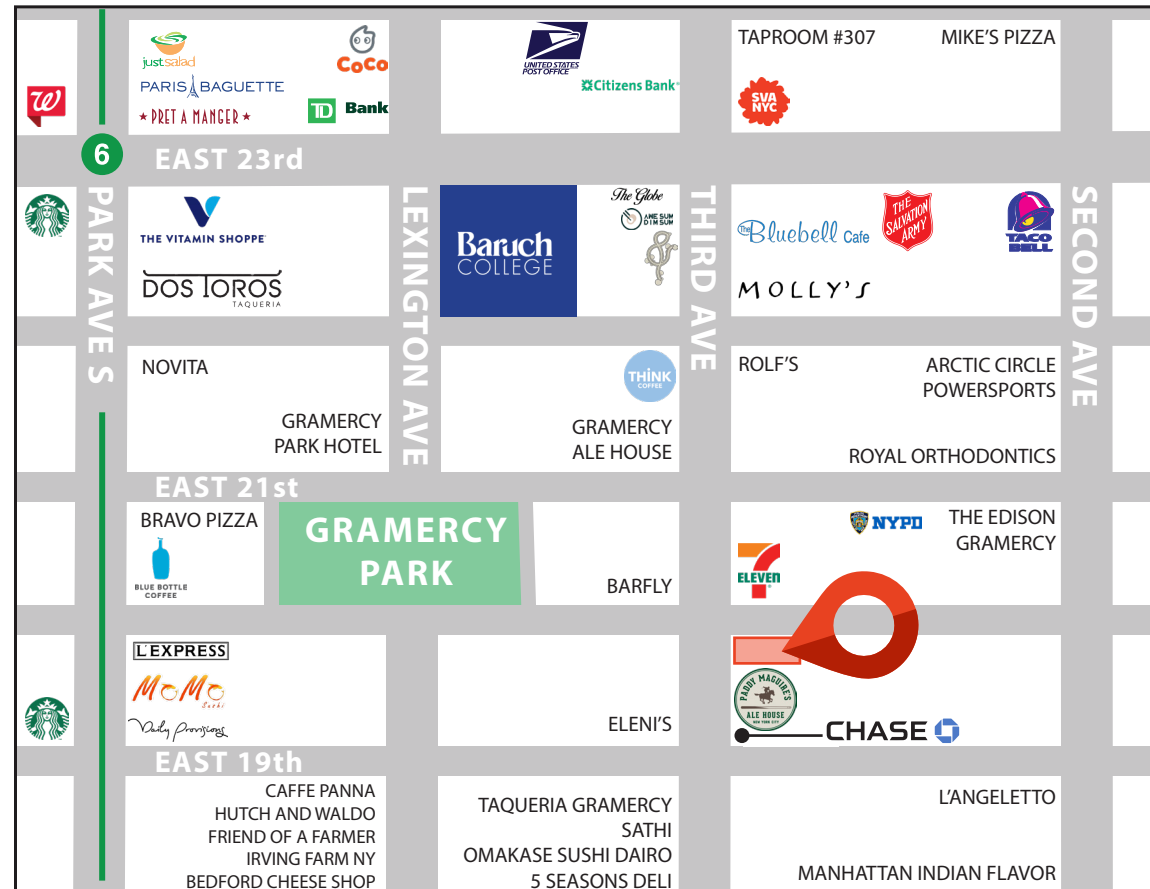 justsalad
CoCo
PARIS BAGUETTE
★ PRET A MANGER ★
TD Bank
UNITED STATES
POST OFFICE
Citizens Bank
TAPROOM #307
MIKE'S PIZZA
SVA
NYC
W
6
EAST 23rd
PARK AVE S
LEXINGTON AVE
THIRD AVE
SECOND AVE
THE VITAMIN SHOPPE
DOS TOROS
TAQUERIA
Baruch
COLLEGE
The Globe
AWESUM
DIMSUM
The Bluebell Cafe
THE
SALVATION
ARMY
TACO
BELL
MOLLY'S
NOVITA
GRAMERCY
PARK HOTEL
THINK
COFFEE
GRAMERCY
ALE HOUSE
ROLF'S
ARCTIC CIRCLE
POWERSPORTS
ROYAL ORTHODONTICS
EAST 21st
BRAVO PIZZA
BLUE BOTTLE
COFFEE
GRAMERCY
PARK
BARFLY
7
ELEVEN
NYPD
THE EDISON
GRAMERCY
L'EXPRESS
MoMo
Sushi
Daily Provisions
ELENI'S
PADDY MAGUIRE'S
ALE HOUSE
NEW YORK CITY
CHASE
EAST 19th
CAFFE PANNA
HUTCH AND WALDO
FRIEND OF A FARMER
IRVING FARM NY
BEDFORD CHEESE SHOP
TAQUERIA GRAMERCY
SATHI
OMAKASE SUSHI DAIRO
5 SEASONS DELI
L'ANGELETTO
MANHATTAN INDIAN FLAVOR